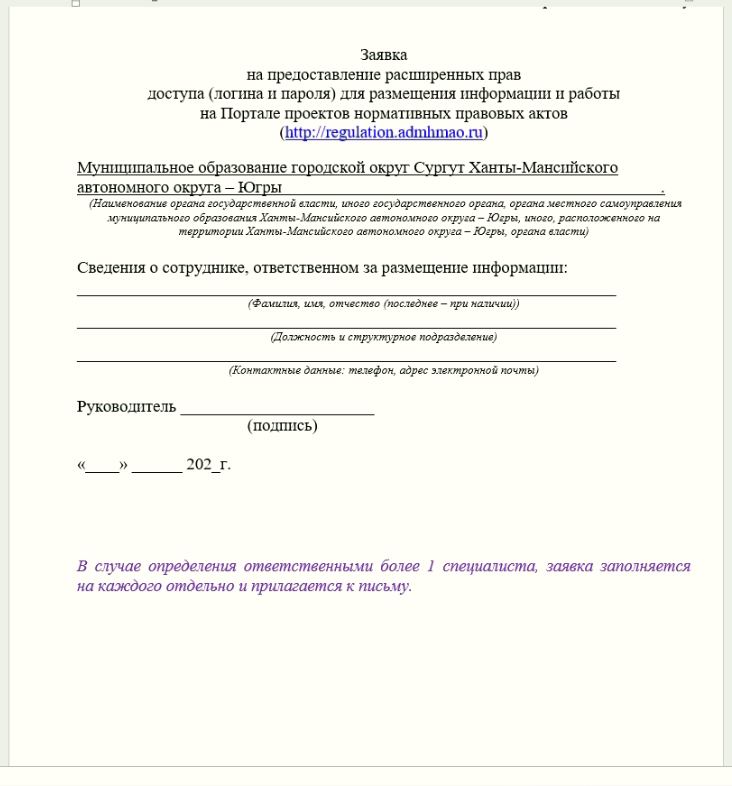 Заявка
на предоставление расширенных прав
доступа (логина и пароля) для размещения информации и работы
на Портале проектов нормативных правовых актов
(http://regulation.admhmao.ru)
Муниципальное образование городской округ Сургут Ханты-Мансийского
автономного округа – Югры .
(Наименование органа государственной власти, иного государственного органа, органа местного самоуправления
муниципального образования Ханты-Мансийского автономного округа – Югры, иного, расположенного на
территории Ханты-Мансийского автономного округа – Югры, органа власти)
Сведения о сотруднике, ответственном за размещение информации:
(Фамилия, имя, отчество (последнее – при наличии))
(Должность и структурное подразделение)
(Контактные данные: телефон, адрес электронной почты)
Руководитель _______________________
(подпись)
«____» ______ 202_г.
В случае определения ответственными более 1 специалиста, заявка заполняется
на каждого отдельно и прилагается к письму.